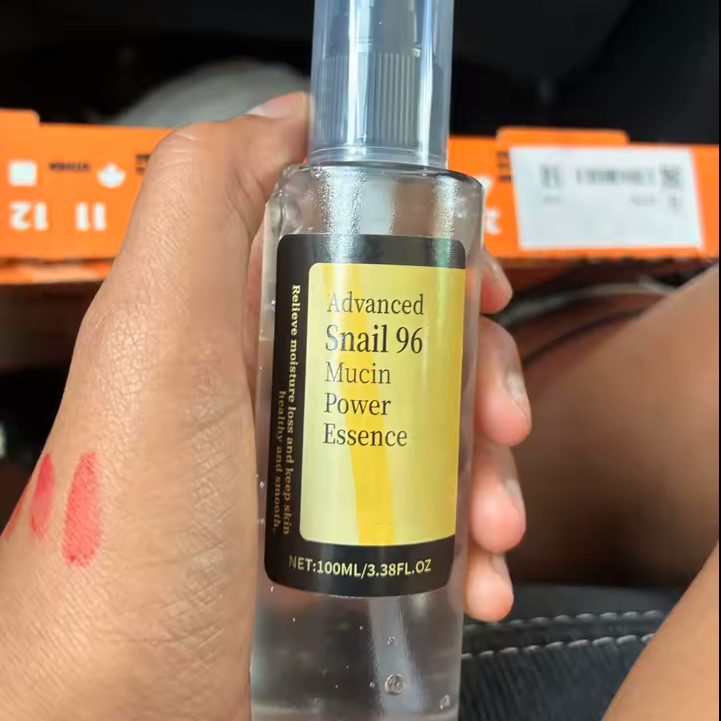 Advanced
Snail 96
Mucin
Power
Essence
Relieve moisture loss and keep skin
healthy and smooth.
NET:100ML/3.38FL.OZ
11
12